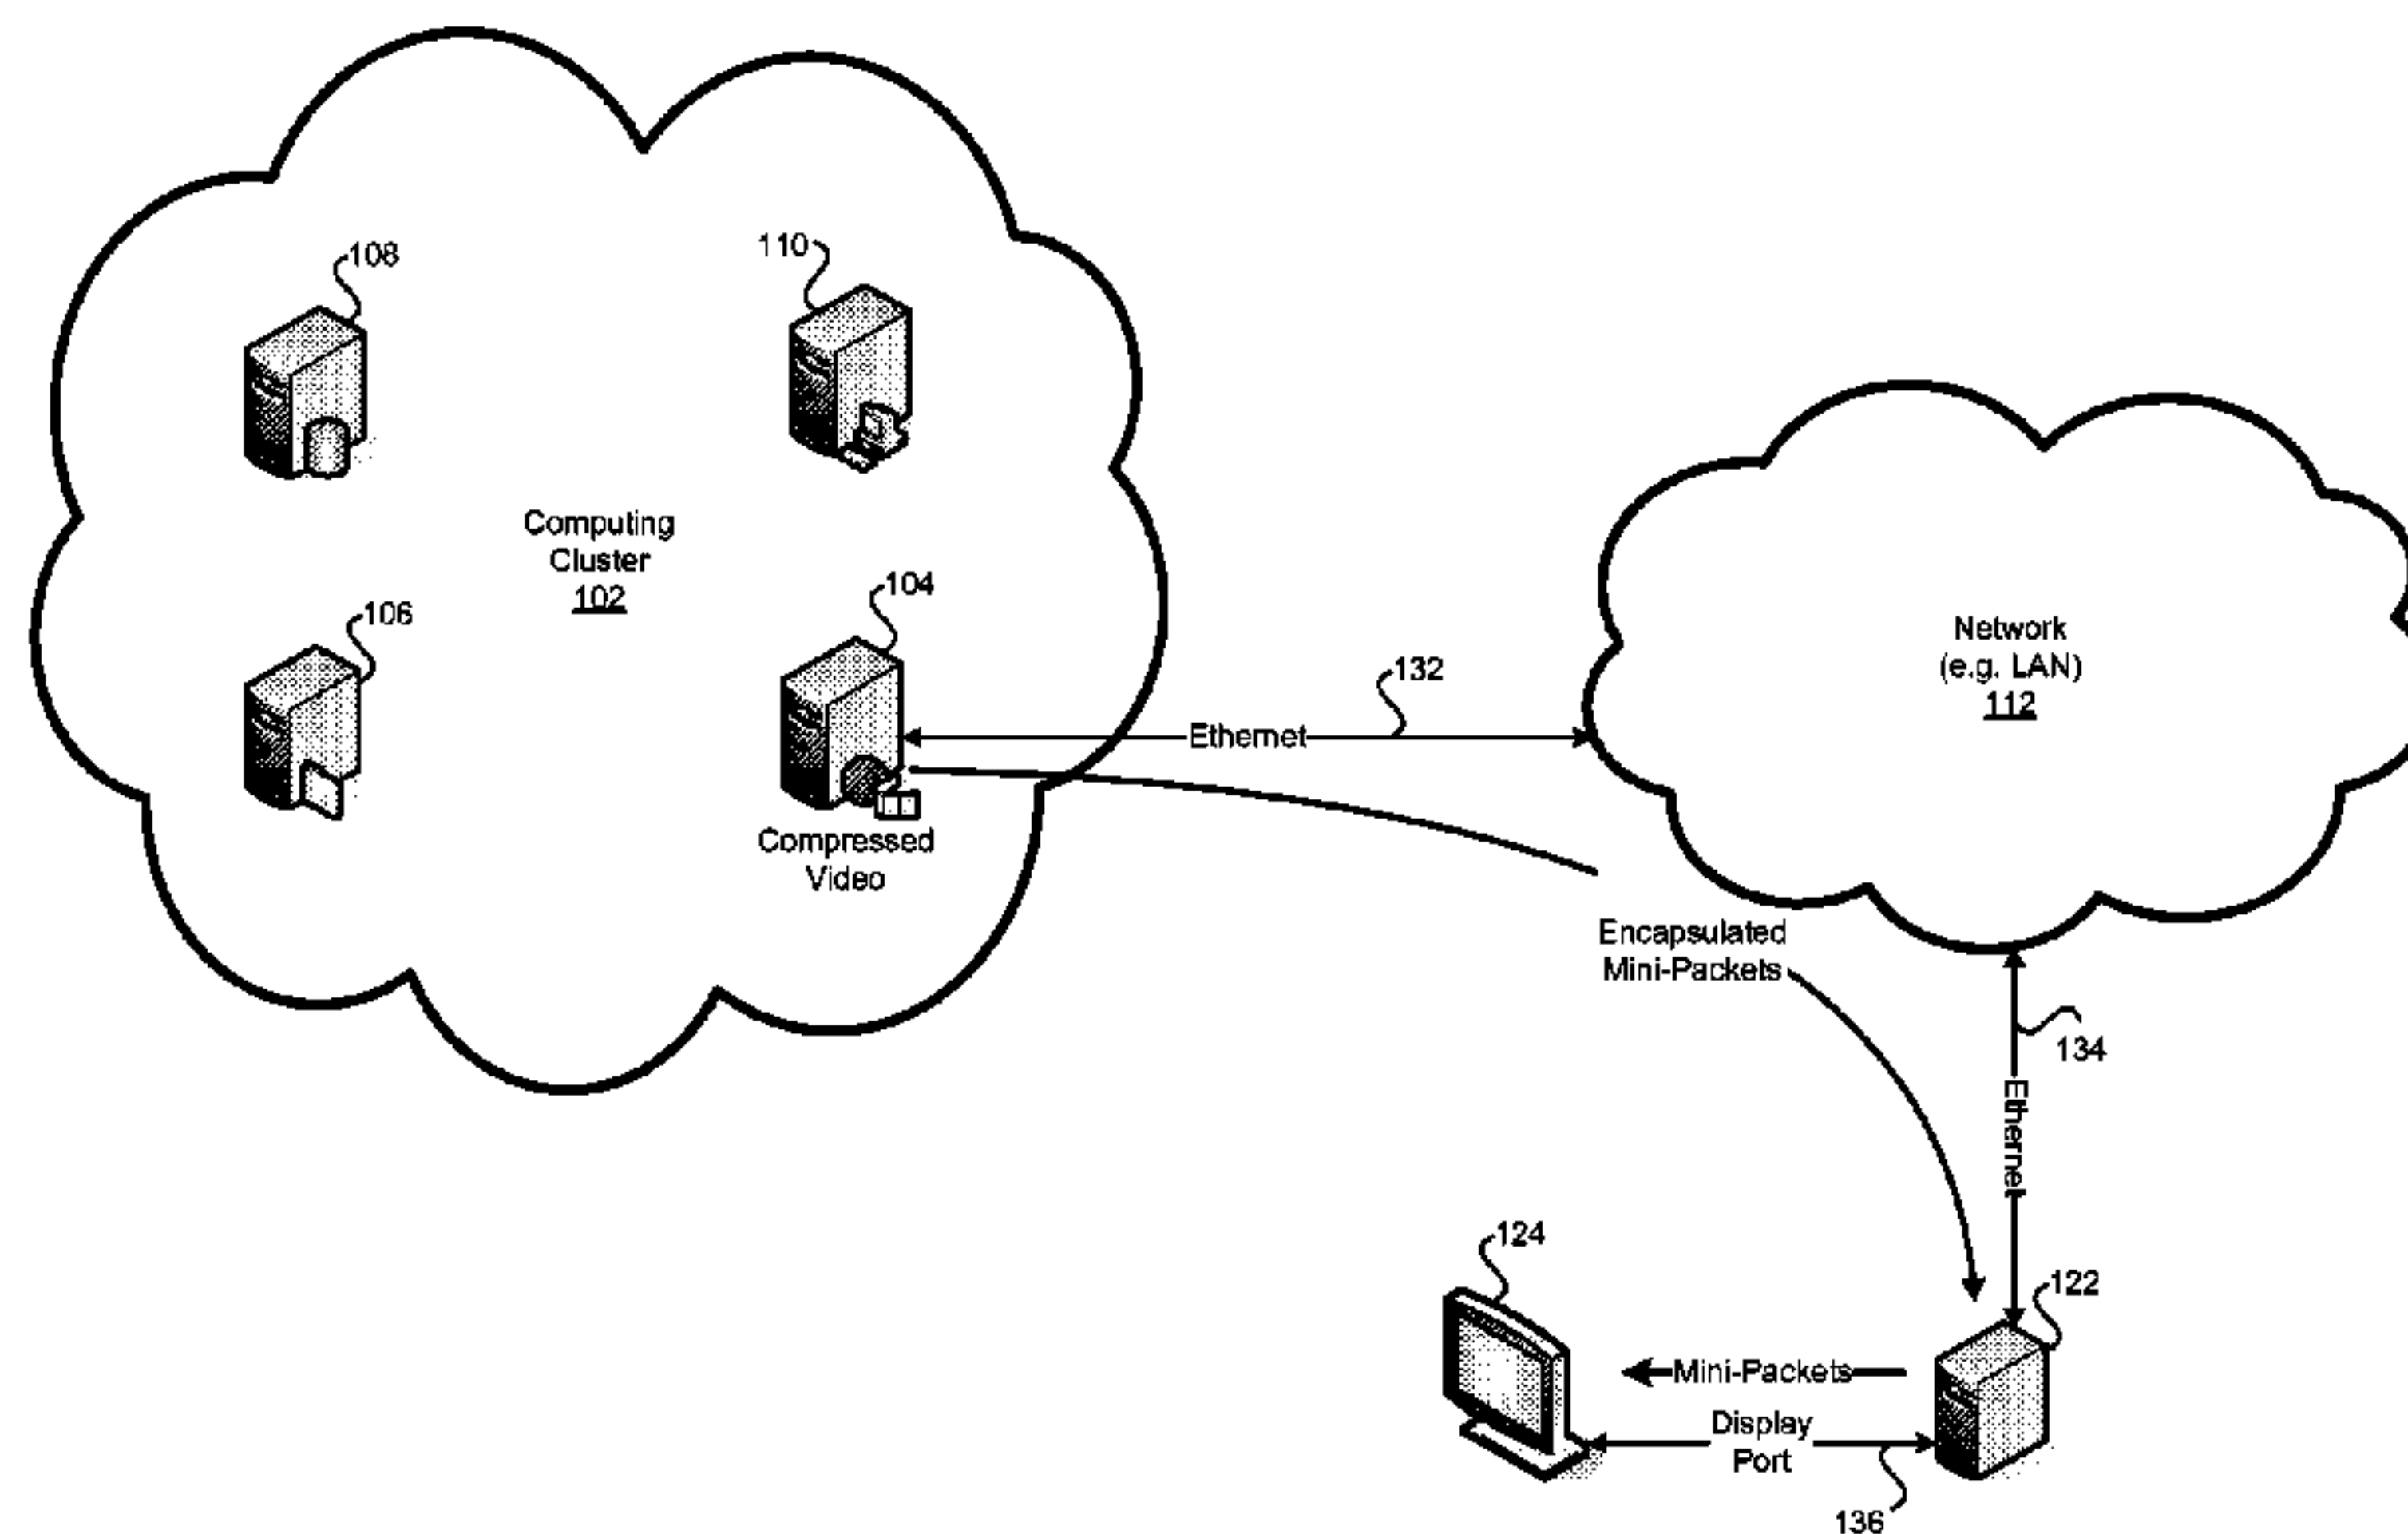 108
110
Computing
Cluster
102
106
104
Compressed
Video
132
Ethernet
Network
(e.g. LAN)
112
Encapsulated
Mini-Packets
134
Ethernet
124
122
Mini-Packets
Display
Port
136